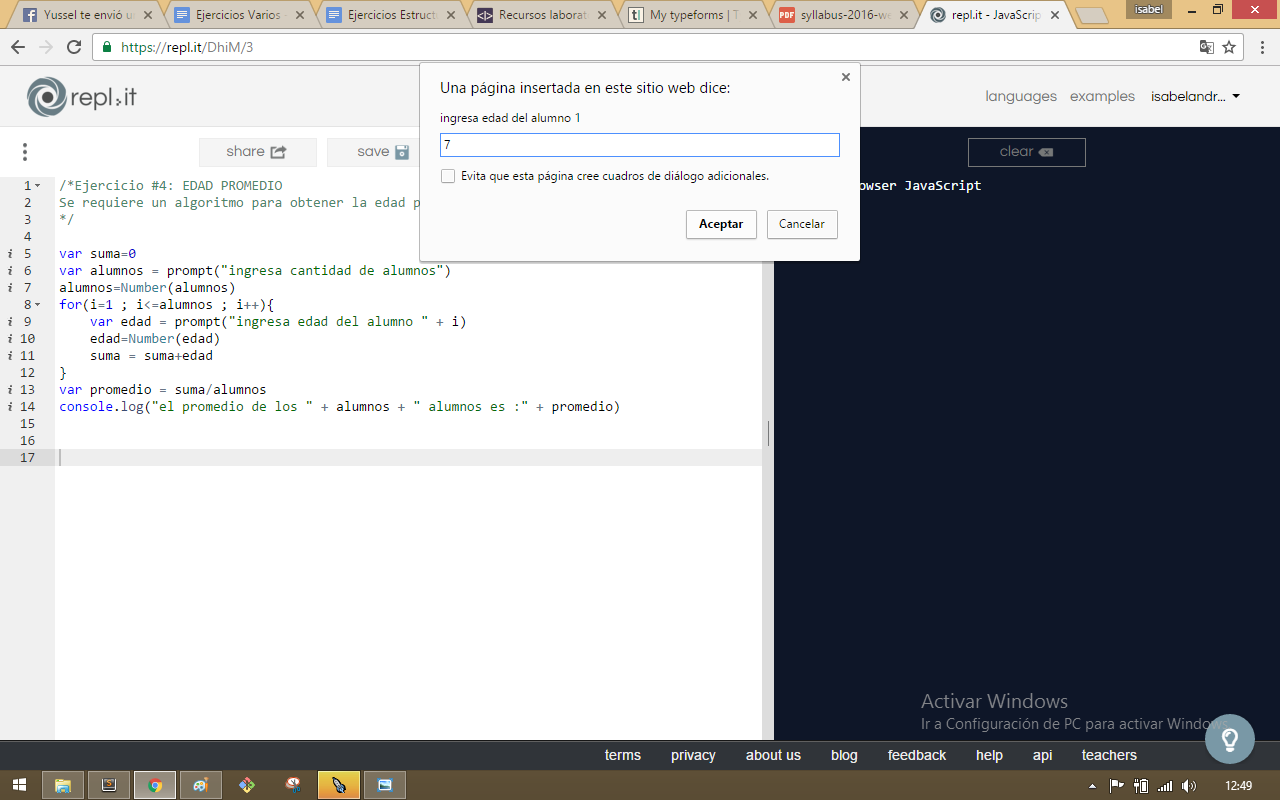 Yussel te envió un
Ejercicios Varios -
Ejercicios Estruct
Recursos laborat
My typeforms | T
syllabus-2016-we
repl.it - JavaScrip
isabel
https://repl.it/DhiM/3
repl.it
languages
examples
isabelandr...
Una página insertada en este sitio web dice:
ingresa edad del alumno 1
7
Evita que esta página cree cuadros de diálogo adicionales.
Aceptar
Cancelar
share
save
clear
JavaScript
1 /*Ejercicio #4: EDAD PROMEDIO
2 Se requiere un algoritmo para obtener la edad p
3 */
4
i 5 var suma=0
i 6 var alumnos = prompt("ingresa cantidad de alumnos")
i 7 alumnos=Number(alumnos)
8 for(i=1 ; i<=alumnos ; i++){
i 9 var edad = prompt("ingresa edad del alumno " + i)
i 10 edad=Number(edad)
i 11 suma = suma+edad
12 }
i 13 var promedio = suma/alumnos
i 14 console.log("el promedio de los " + alumnos + " alumnos es :" + promedio)
15
16
17
Activar Windows
Ir a Configuración de PC para activar Windows.
terms
privacy
about us
blog
feedback
help
api
teachers
12:49